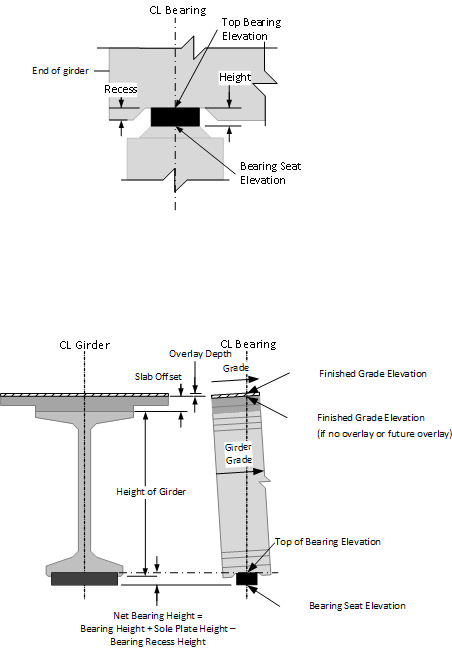 CL Bearing
Top Bearing
Elevation
End of girder
Height
Recess
Bearing Seat
Elevation
CL Girder
CL Bearing
Overlay Depth
Grade
Slab Offset
Finished Grade Elevation
Finished Grade Elevation
(if no overlay or future overlay)
Girder
Grade
Height of Girder
Top of Bearing Elevation
Bearing Seat Elevation
Net Bearing Height =
Bearing Height + Sole Plate Height –
Bearing Recess Height